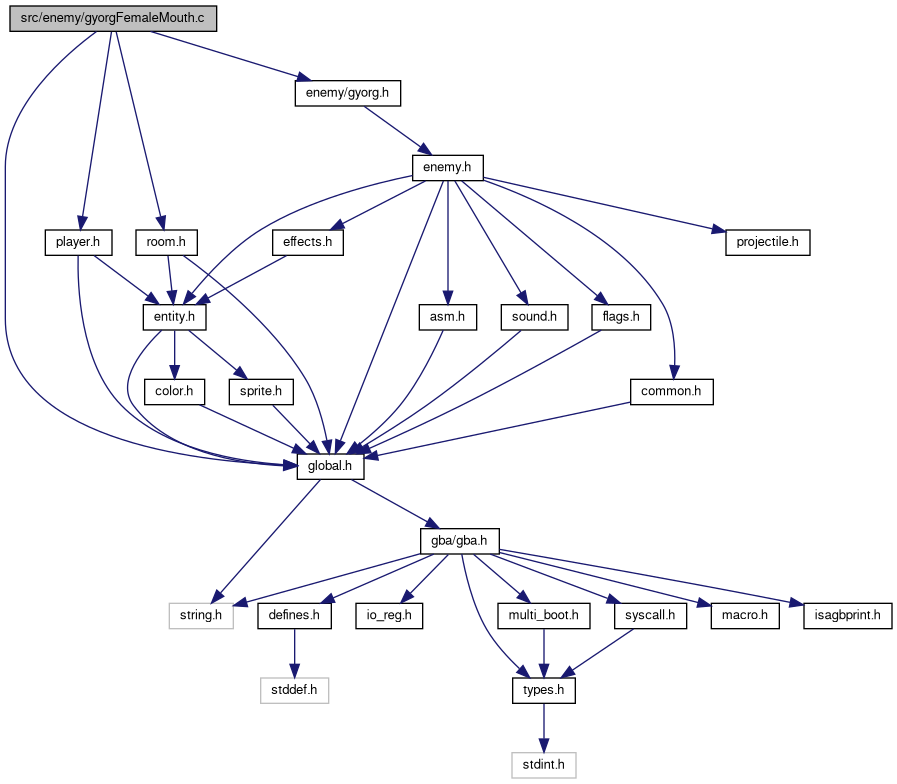 src/enemy/gyorgFemaleMouth.c
enemy/gyorg.h
enemy.h
player.h
room.h
effects.h
projectile.h
entity.h
asm.h
sound.h
flags.h
color.h
sprite.h
common.h
global.h
gba/gba.h
string.h
defines.h
io_reg.h
multi_boot.h
syscall.h
macro.h
isagbprint.h
stddef.h
types.h
stdint.h